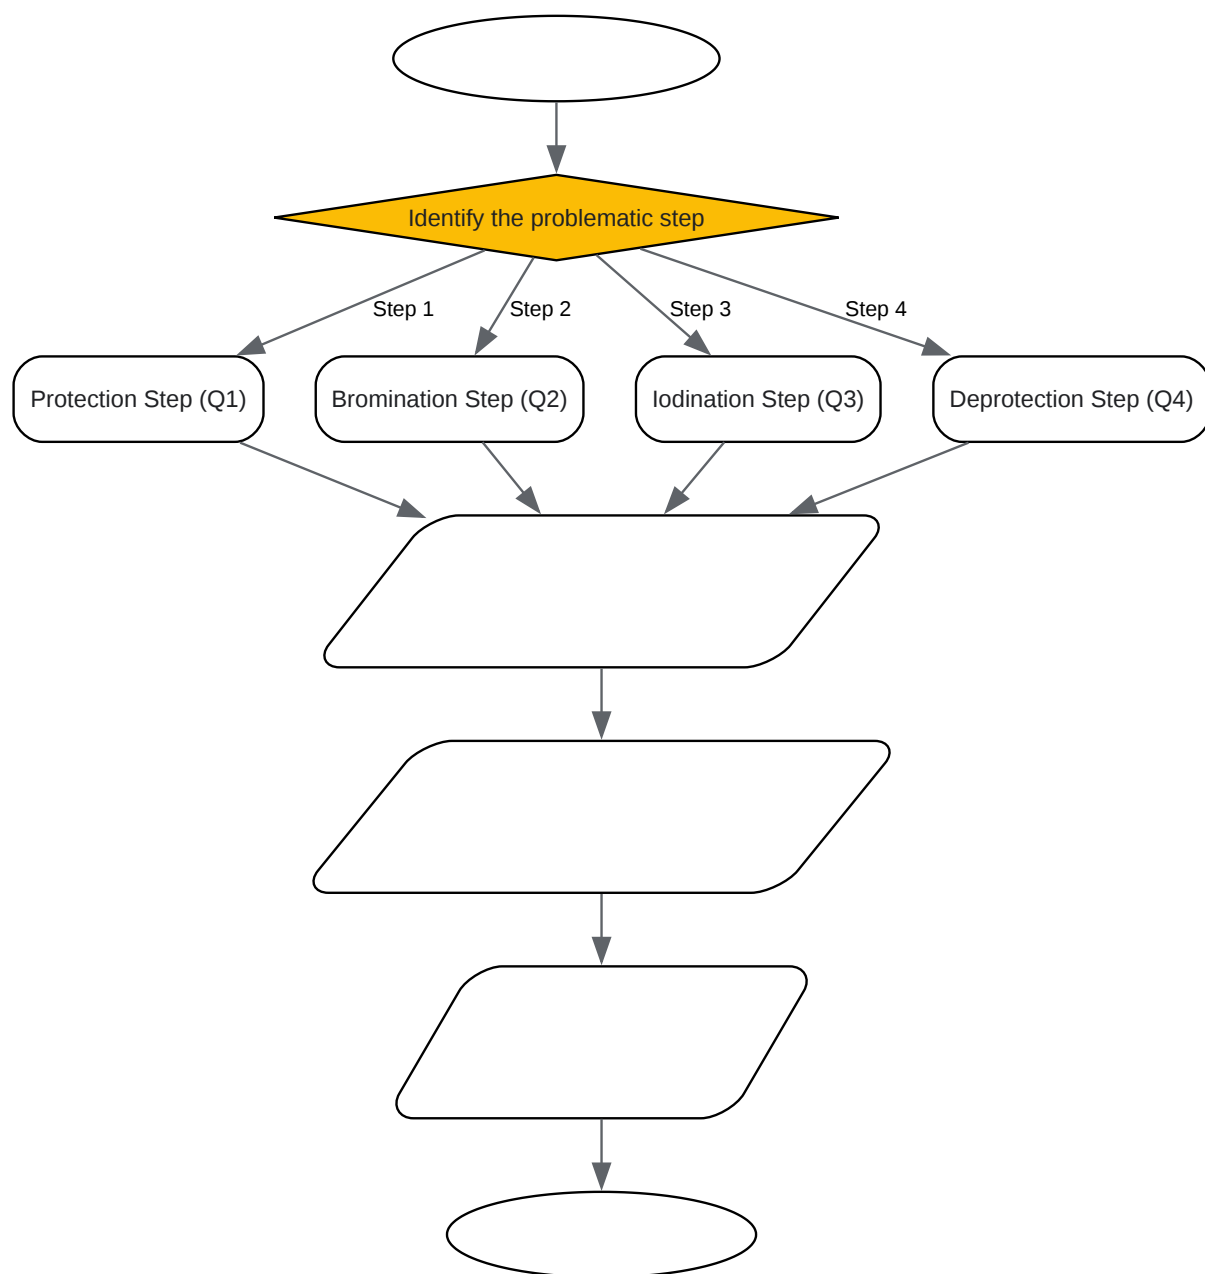 Identify the problematic step
Step 1
Step 2
Step 3
Step 4
Protection Step (Q1)
Bromination Step (Q2)
Iodination Step (Q3)
Deprotection Step (Q4)